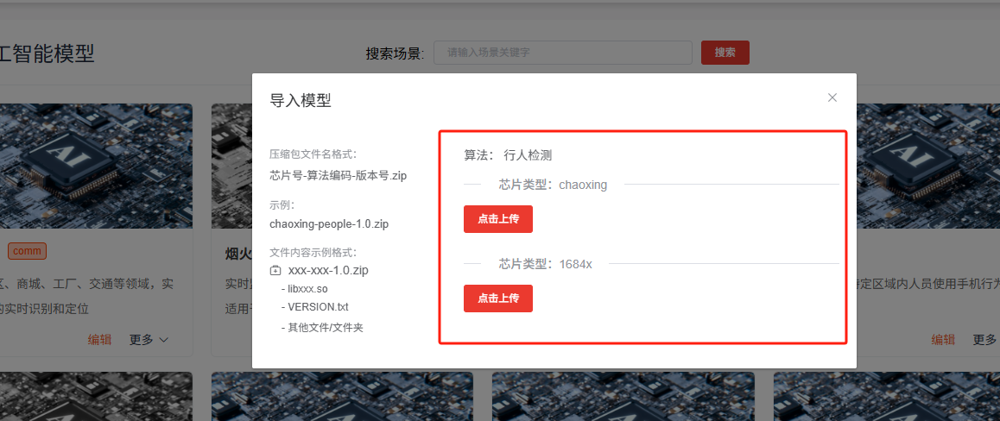 工智能模型
搜索场景:
请输入场景关键字
搜索
导入模型
压缩包文件名格式:
芯片号-算法编码-版本号.zip
示例:
chaoxing-people-1.0.zip
文件内容示例格式:
xxx-xxx-1.0.zip
- libxxx.so
- VERSION.txt
- 其他文件/文件夹
算法: 行人检测
芯片类型: chaoxing
点击上传
芯片类型: 1684x
点击上传
AI
comm
区、商城、工厂、交通等领域,实
的实时识别和定位
编辑 更多
烟火
实时
适用于
AI
特定区域内人员使用手机行为
编辑 更多